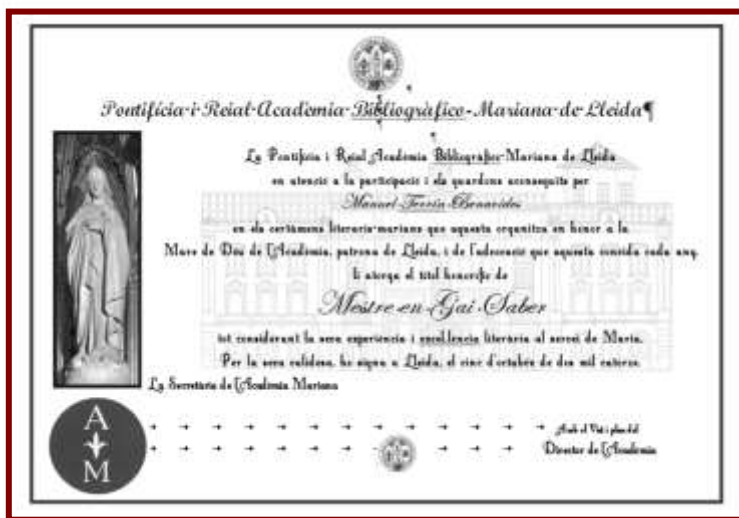 Pontifícia·i·Reial·Acadèmia·Bibliogràfico·-Mariana·de·Lleida¶
La Pontifícia i Reial Acadèmia Bibliogràfico-Mariana de Lleida
en atenció a la participació i els guardons aconseguits per
Manuel Terrín Benavides
en els certàmens literaris marians que aquesta organitza en honor a la
Mare de Déu de l'Acadèmia, patrona de Lleida, i de l'advocació que aquesta convida cada any,
li atorga el títol honorífic de
Mestre en Gai Saber
tot considerant la seva experiència i excel·lència literària al servei de Maria.
Per la seva validesa, ho signa a Lleida, el cinc d'octubre de dos mil catorze.
La Secretària de l'Acadèmia Mariana
A
M
Amb el Vist i plau del
Director de l'Acadèmia